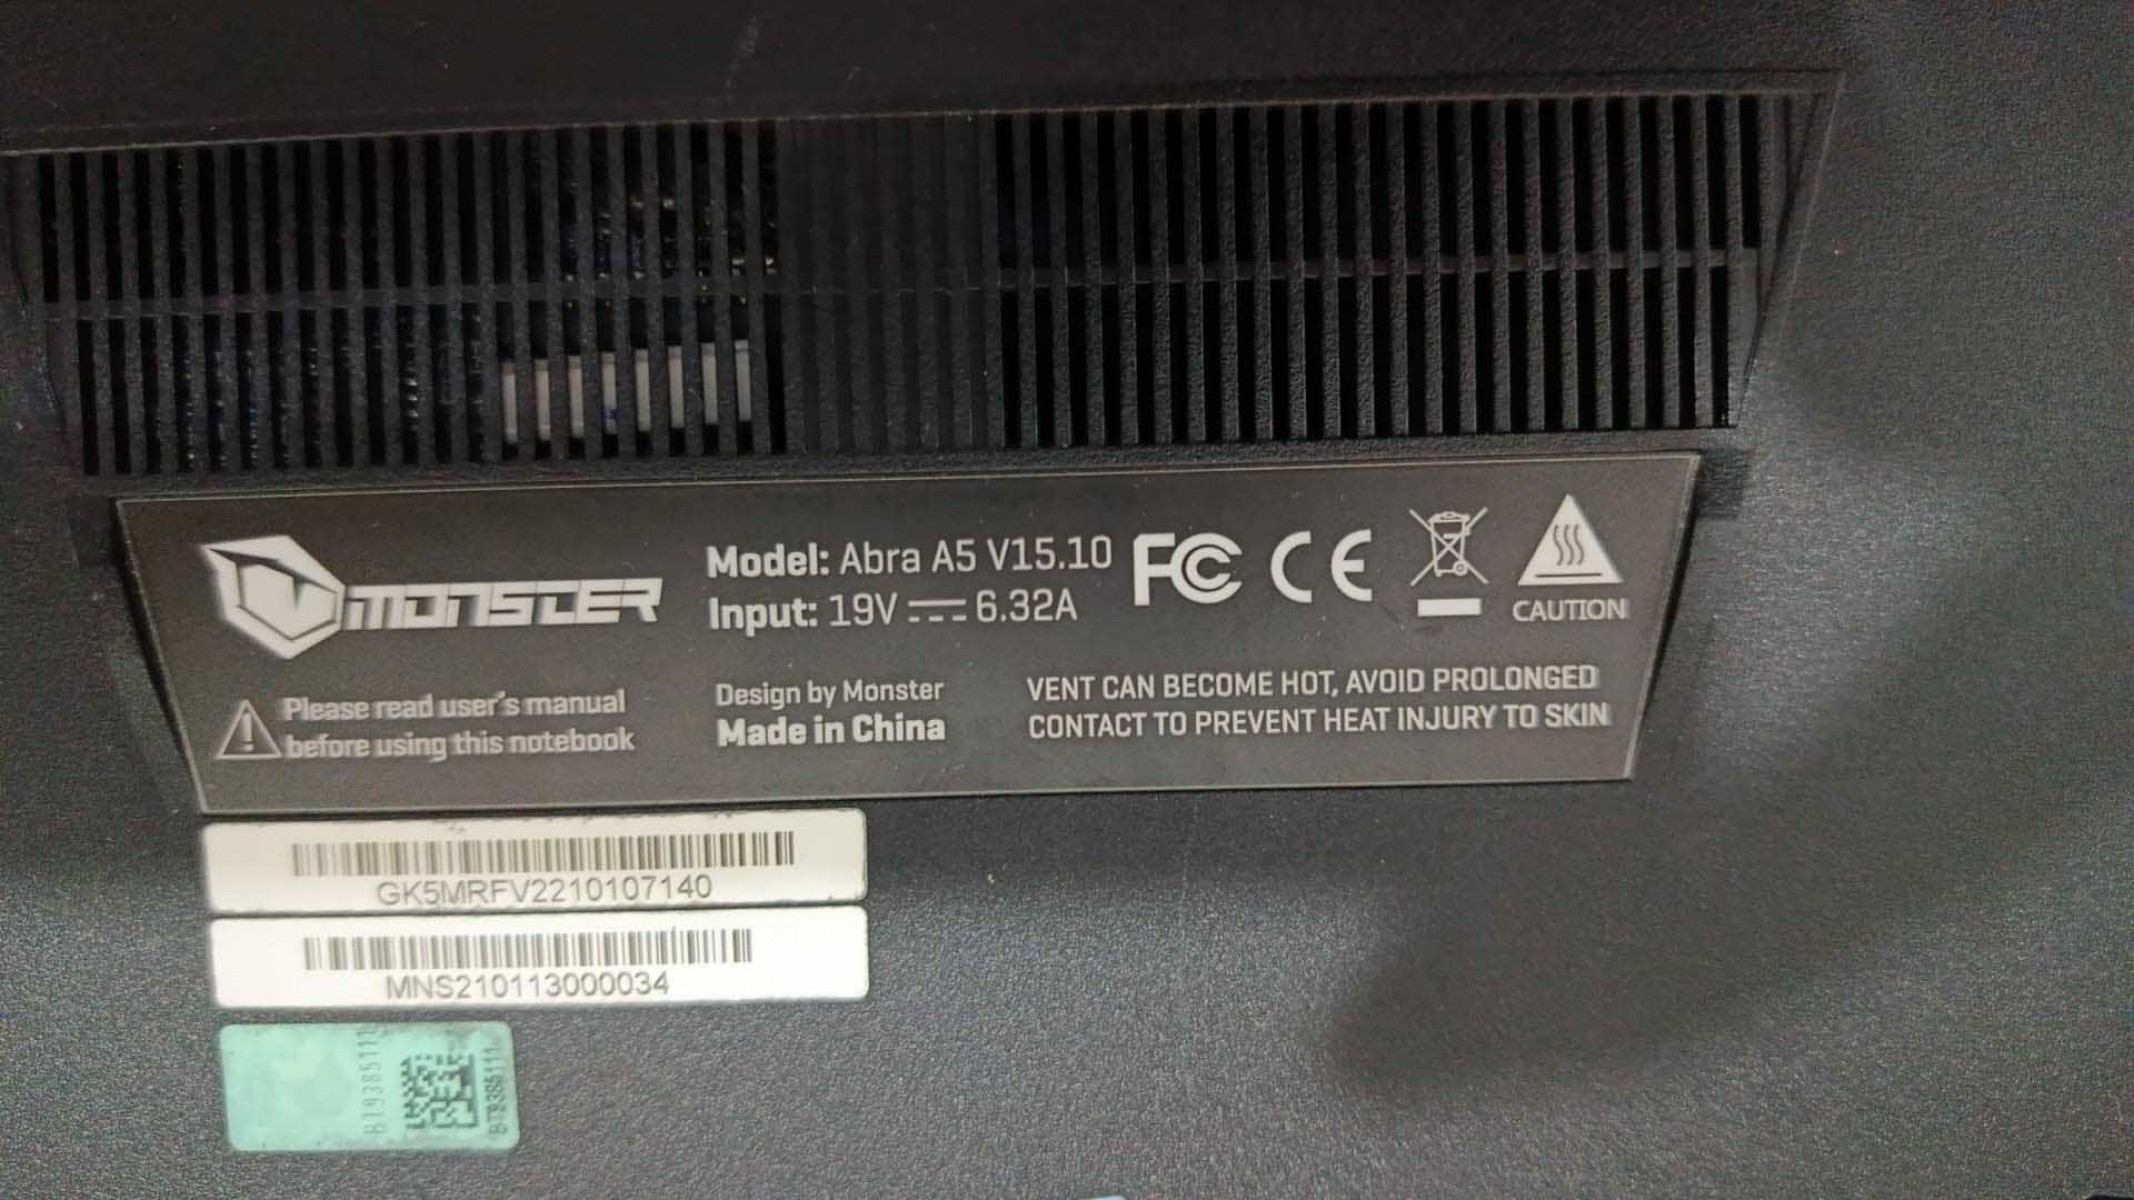 MONSTER
Model: Abra A5 V15.10
Input: 19V 6.32A
FC CE
CAUTION
Please read user's manual
before using this notebook
Design by Monster
Made in China
VENT CAN BECOME HOT, AVOID PROLONGED
CONTACT TO PREVENT HEAT INJURY TO SKIN
GK5MRFV2210107140
MNS210113000034